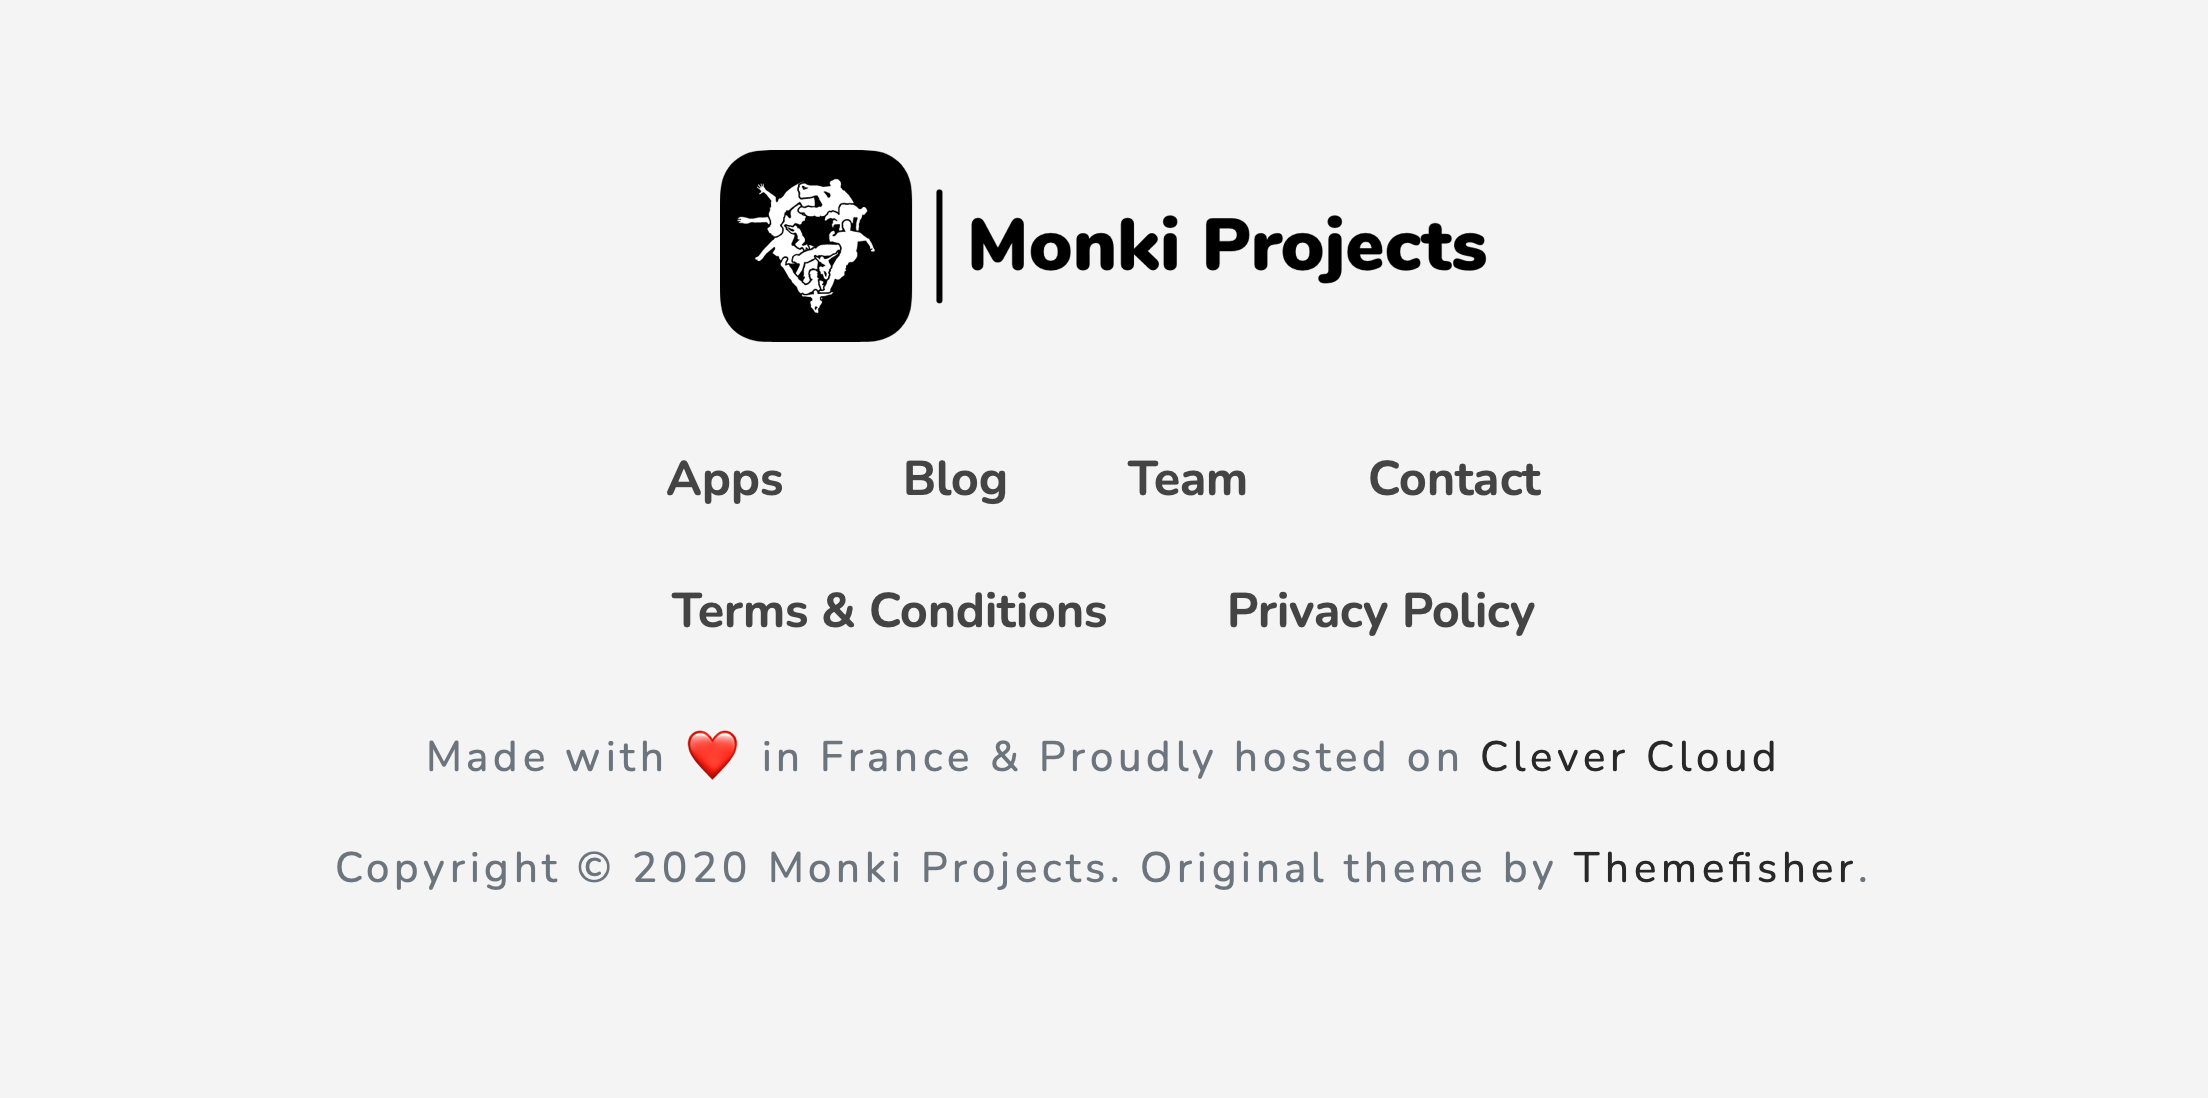 Monki Projects
Apps Blog Team Contact
Terms & Conditions Privacy Policy
Made with ❤️ in France & Proudly hosted on Clever Cloud
Copyright © 2020 Monki Projects. Original theme by Themefisher.